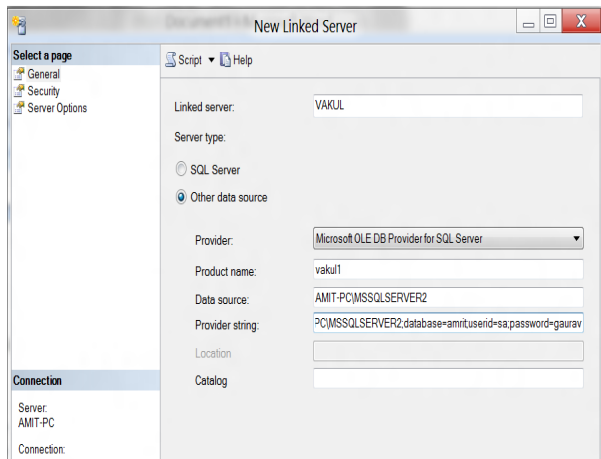 New Linked Server
X
Select a page
General
Security
Server Options
Script Help
Linked server: VAKUL
Server type:
SQL Server
Other data source
Provider: Microsoft OLE DB Provider for SQL Server
Product name: vakul1
Data source: AMIT-PC\MSSQLSERVER2
Provider string: PC\MSSQLSERVER2;database=amrit;userid=sa;password=gaurav
Location
Catalog
Connection
Server:
AMIT-PC
Connection: